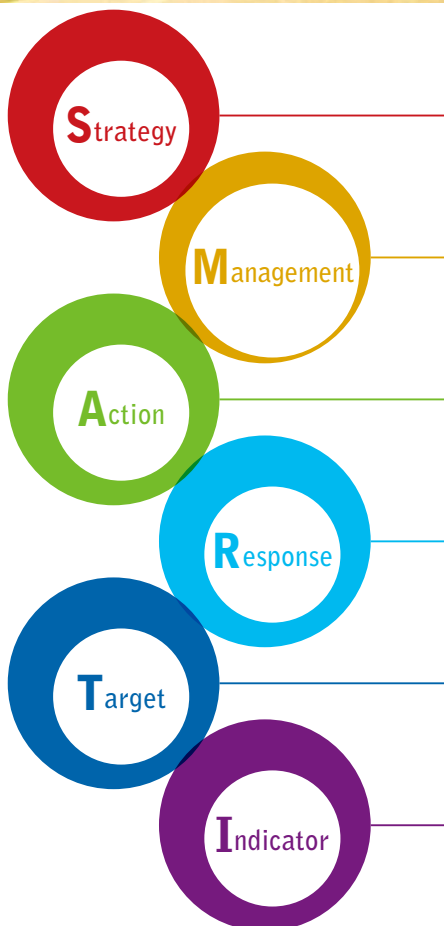 Strategy
Management
Action
Response
Target
Indicator